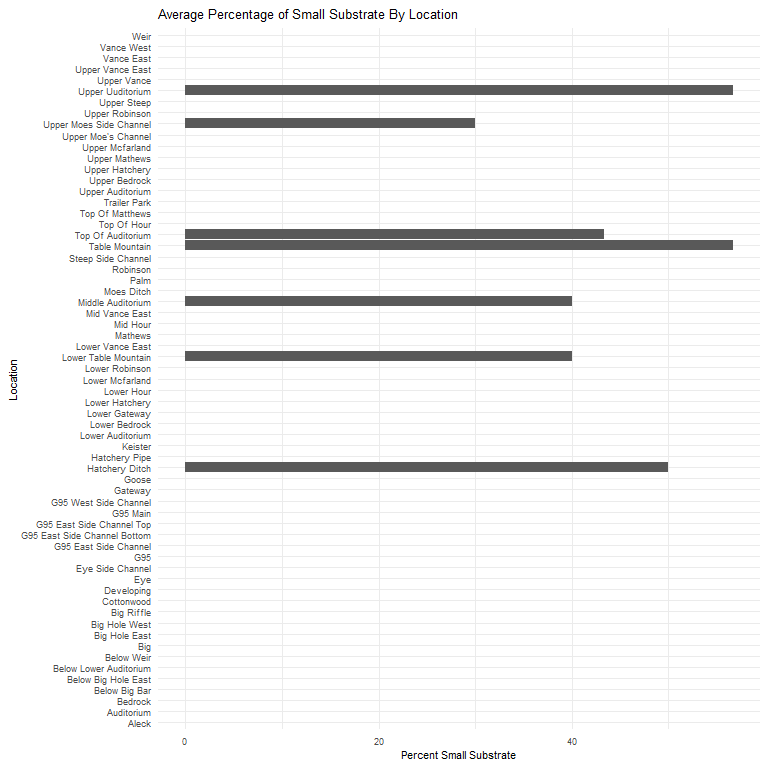 Average Percentage of Small Substrate By Location
Weir
Vance West
Vance East
Upper Vance East
Upper Vance
Upper Uuditorium
Upper Steep
Upper Robinson
Upper Moes Side Channel
Upper Moe's Channel
Upper Mcfarland
Upper Mathews
Upper Hatchery
Upper Bedrock
Upper Auditorium
Trailer Park
Top Of Matthews
Top Of Hour
Top Of Auditorium
Table Mountain
Steep Side Channel
Robinson
Palm
Moes Ditch
Middle Auditorium
Mid Vance East
Mid Hour
Mathews
Lower Vance East
Lower Table Mountain
Lower Robinson
Lower Mcfarland
Lower Hour
Lower Hatchery
Lower Gateway
Lower Bedrock
Lower Auditorium
Keister
Hatchery Pipe
Hatchery Ditch
Goose
Gateway
G95 West Side Channel
G95 Main
G95 East Side Channel Top
G95 East Side Channel Bottom
G95 East Side Channel
G95
Eye Side Channel
Eye
Developing
Cottonwood
Big Riffle
Big Hole West
Big Hole East
Big
Below Weir
Below Lower Auditorium
Below Big Hole East
Below Big Bar
Bedrock
Auditorium
Aleck
Location
0 20 40
Percent Small Substrate